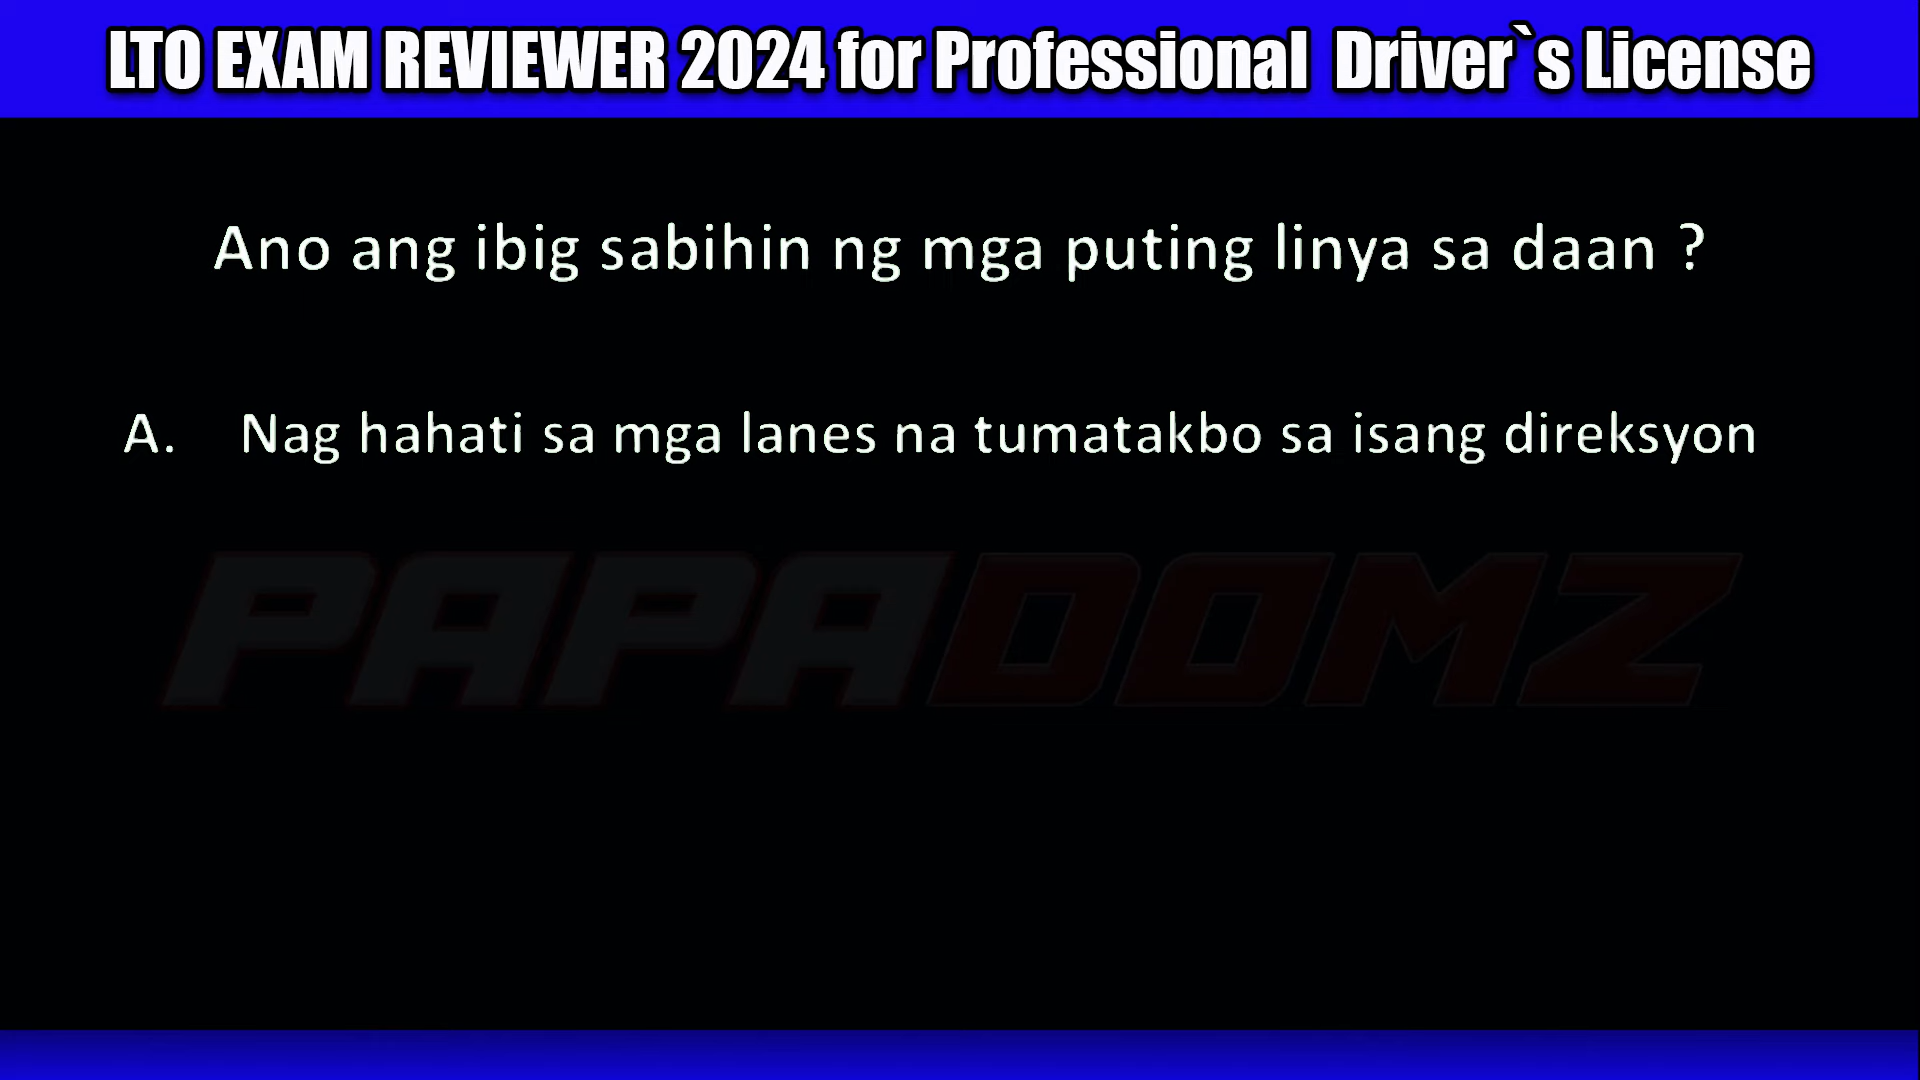 LTO EXAM REVIEWER 2024 for Professional Driver`s License
Ano ang ibig sabihin ng mga puting linya sa daan ?
A. Nag hahati sa mga lanes na tumatakbo sa isang direksyon
PAPADOMZ